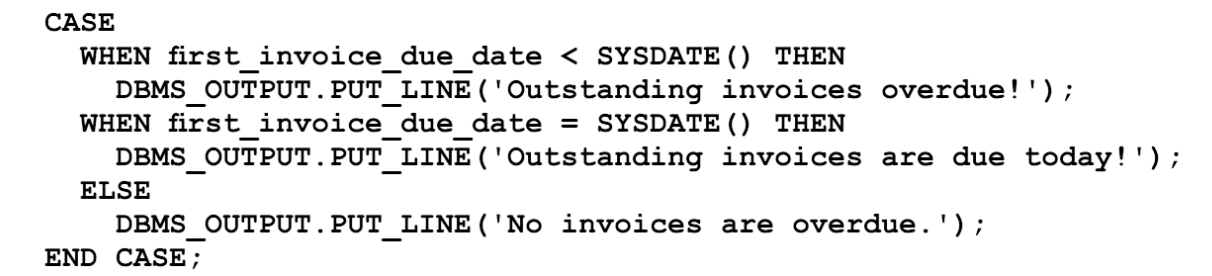 CASE
WHEN first_invoice_due_date < SYSDATE() THEN
DBMS_OUTPUT.PUT_LINE('Outstanding invoices overdue!');
WHEN first_invoice_due_date = SYSDATE() THEN
DBMS_OUTPUT.PUT_LINE('Outstanding invoices are due today!');
ELSE
DBMS_OUTPUT.PUT_LINE('No invoices are overdue.');
END CASE;